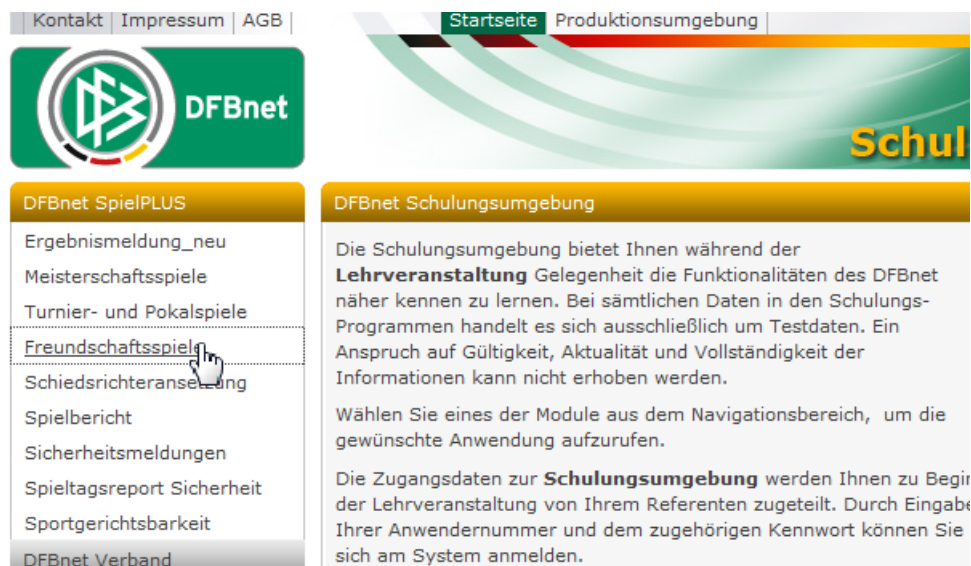 Kontakt Impressum AGB
Startseite Produktionsumgebung
DFBnet
Schul
DFBnet SpielPLUS
Ergebnismeldung_neu
Meisterschaftsspiele
Turnier- und Pokalspiele
Freundschaftsspiele
Schiedsrichteransetzung
Spielbericht
Sicherheitsmeldungen
Spieltagsreport Sicherheit
Sportgerichtsbarkeit
DFBnet Verband
DFBnet Schulungsumgebung
Die Schulungsumgebung bietet Ihnen während der
Lehrveranstaltung Gelegenheit die Funktionalitäten des DFBnet
näher kennen zu lernen. Bei sämtlichen Daten in den Schulungs-
Programmen handelt es sich ausschließlich um Testdaten. Ein
Anspruch auf Gültigkeit, Aktualität und Vollständigkeit der
Informationen kann nicht erhoben werden.
Wählen Sie eines der Module aus dem Navigationsbereich, um die
gewünschte Anwendung aufzurufen.
Die Zugangsdaten zur Schulungsumgebung werden Ihnen zu Begin
der Lehrveranstaltung von Ihrem Referenten zugeteilt. Durch Eingabe
Ihrer Anwendernummer und dem zugehörigen Kennwort können Sie
sich am System anmelden.